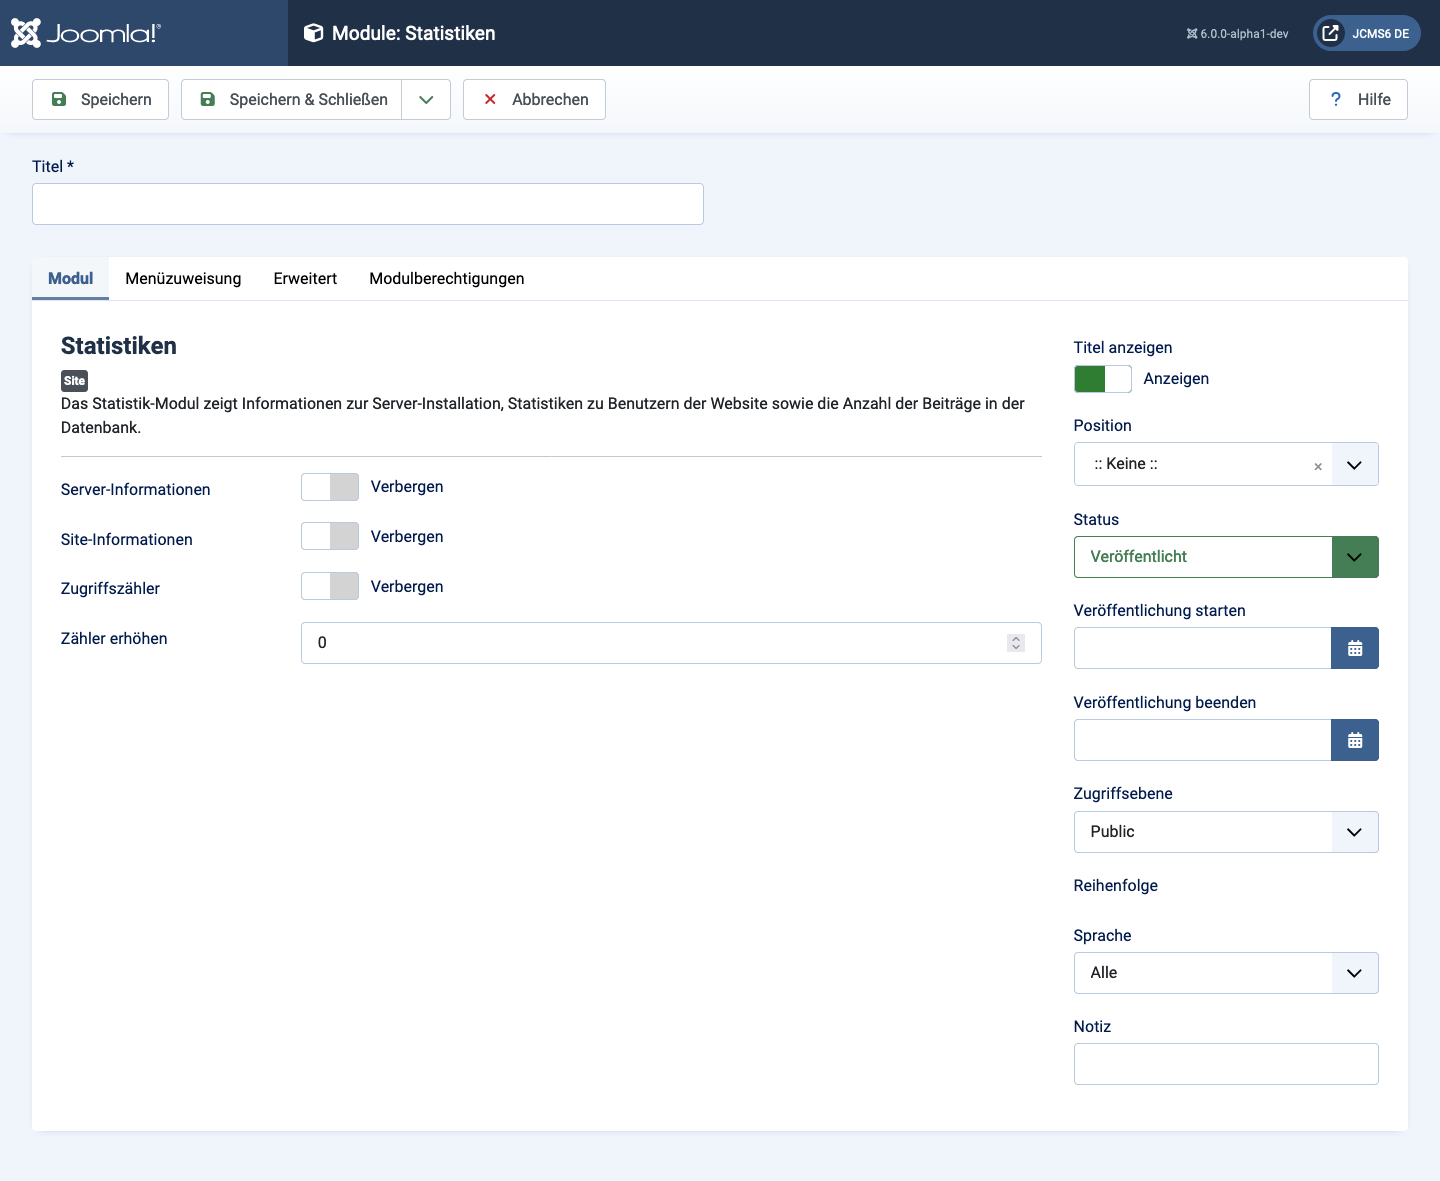 Joomla!®
Module: Statistiken
6.0.0-alpha1-dev
JCMS6 DE
Speichern
Speichern & Schließen
Abbrechen
? Hilfe
Titel *
Modul
Menüzuweisung
Erweitert
Modulberechtigungen
Statistiken
Site
Das Statistik-Modul zeigt Informationen zur Server-Installation, Statistiken zu Benutzern der Website sowie die Anzahl der Beiträge in der
Datenbank.
Server-Informationen
Verbergen
Site-Informationen
Verbergen
Zugriffszähler
Verbergen
Zähler erhöhen
0
Titel anzeigen
Anzeigen
Position
:: Keine ::
×
Status
Veröffentlicht
Veröffentlichung starten
Veröffentlichung beenden
Zugriffsebene
Public
Reihenfolge
Sprache
Alle
Notiz